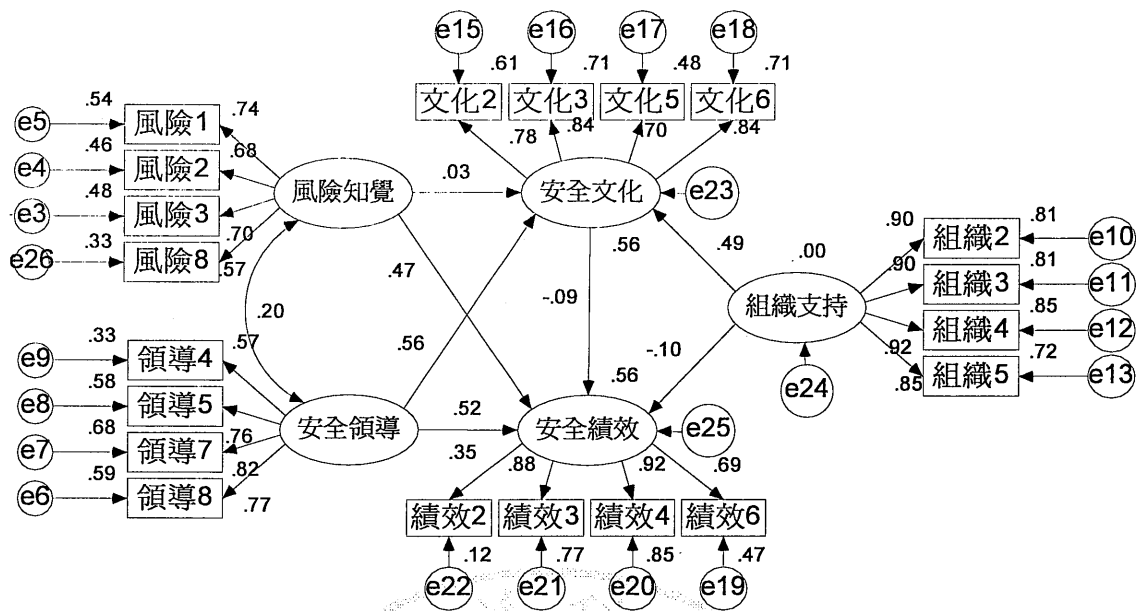 e15 e16 e17 e18
.61 .71 .48 .71
文化2 文化3 文化5 文化6
.78 .84 .70 .84
.54 .74
e5 風險1
.46 .68
e4 風險2
.48
e3 風險3
.70
.33
e26 風險8
.57
風險知覺 .03 安全文化 e23
.56 .49
.47
.20 -.09
.56
.00
組織支持
e24
.90 .81
組織2 e10
.90 .81
組織3 e11
.85
組織4 e12
.92 .72
組織5 e13
.85
-.10
.33 .57
e9 領導4
.58
e8 領導5
.76
.68
e7 領導7
.82
.59
e6 領導8
.77
.56
安全領導 .52 安全績效 e25
.35 .88 .92 .69
績效2 績效3 績效4 績效6
.12 .77 .85 .47
e22 e21 e20 e19